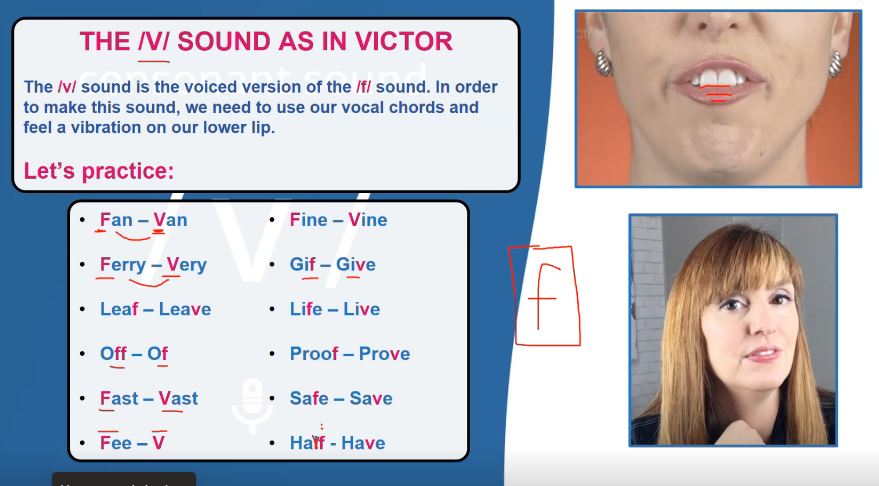 THE /V/ SOUND AS IN VICTOR
consonant sound
The /v/ sound is the voiced version of the /f/ sound. In order
to make this sound, we need to use our vocal chords and
feel a vibration on our lower lip.
Let's practice:
/v/
• Fan – Van
• Ferry – Very
• Leaf – Leave
• Off – Of
• Fast – Vast
• Fee – V
• Fine – Vine
• Gif – Give
• Life – Live
• Proof – Prove
• Safe – Save
• Half - Have
f